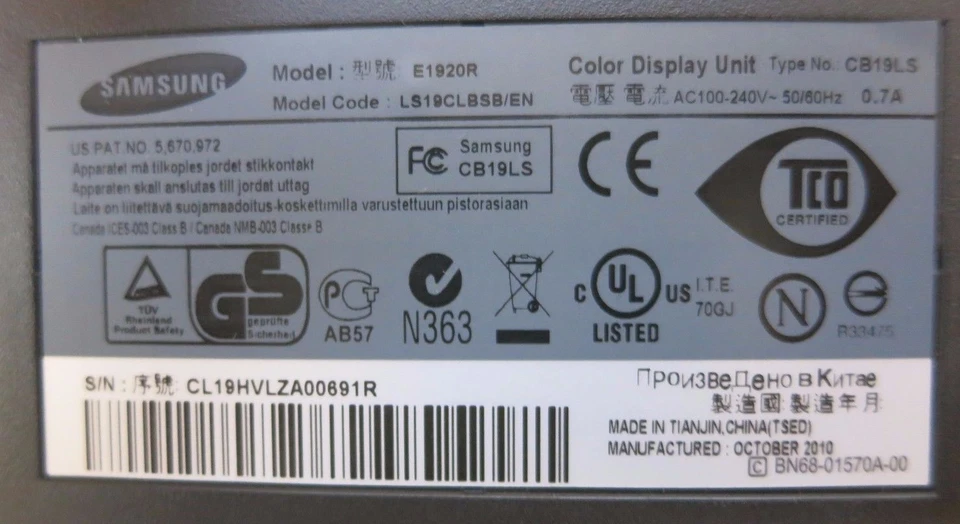 SAMSUNG
Model : 型號 E1920R
Model Code : LS19CLBSB/EN
Color Display Unit Type No. CB19LS
電壓 電流 AC100-240V~ 50/60Hz 0.7A
US PAT NO. 5,670,972
Apparatet må tilkoples jordet stikkontakt
Apparaten skall anslutas till jordat uttag
Laite on liitettävä suojamaadoitus-koskettimilla varustettuun pistorasiaan
Canada ICES-003 Class B / Canada NMB-003 Classe B
FC Samsung
CB19LS
CE
TCO
CERTIFIED
TÜV
Rheinland
Product Safety
GS
geprüfte
Sicherheit
PCT
AB57
N363
C UL US
LISTED
I.T.E.
70GJ
N
R33475
S/N : 序號 CL19HVLZA00691R
Произведено в Китае
製造國 製造年月
MADE IN TIANJIN,CHINA(TSED)
MANUFACTURED : OCTOBER 2010
C BN68-01570A-00